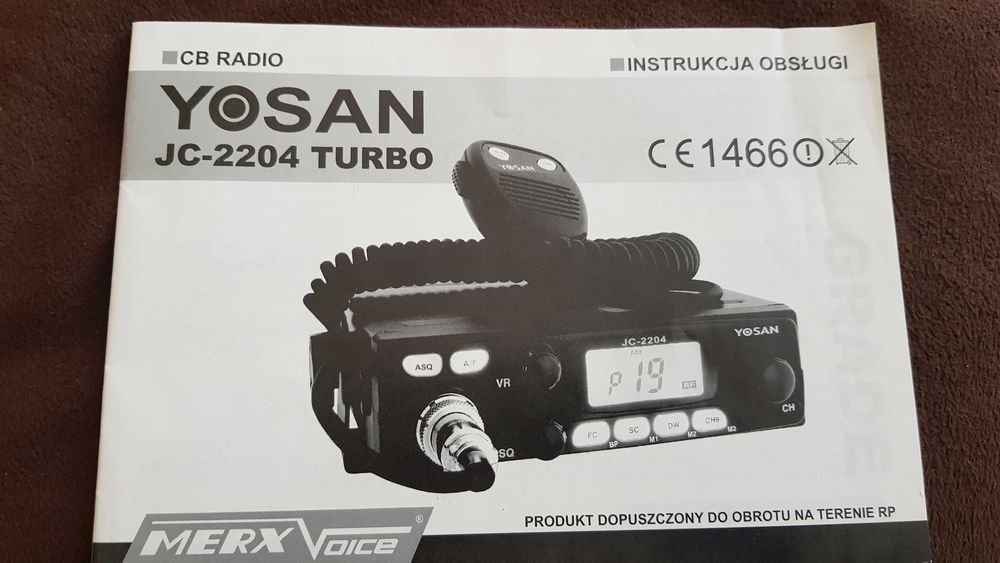 CB RADIO
INSTRUKCJA OBSŁUGI
YOSAN
JC-2204 TURBO
CE1466
YOSAN
YOSAN
JC-2204
ASQ
A/F
AM
P19
RF
VR
CH
FC
SC
DW
CH9
BP
M1
M2
M3
SQ
GRADE
PRODUKT DOPUSZCZONY DO OBROTU NA TERENIE RP
MERX VOICE®